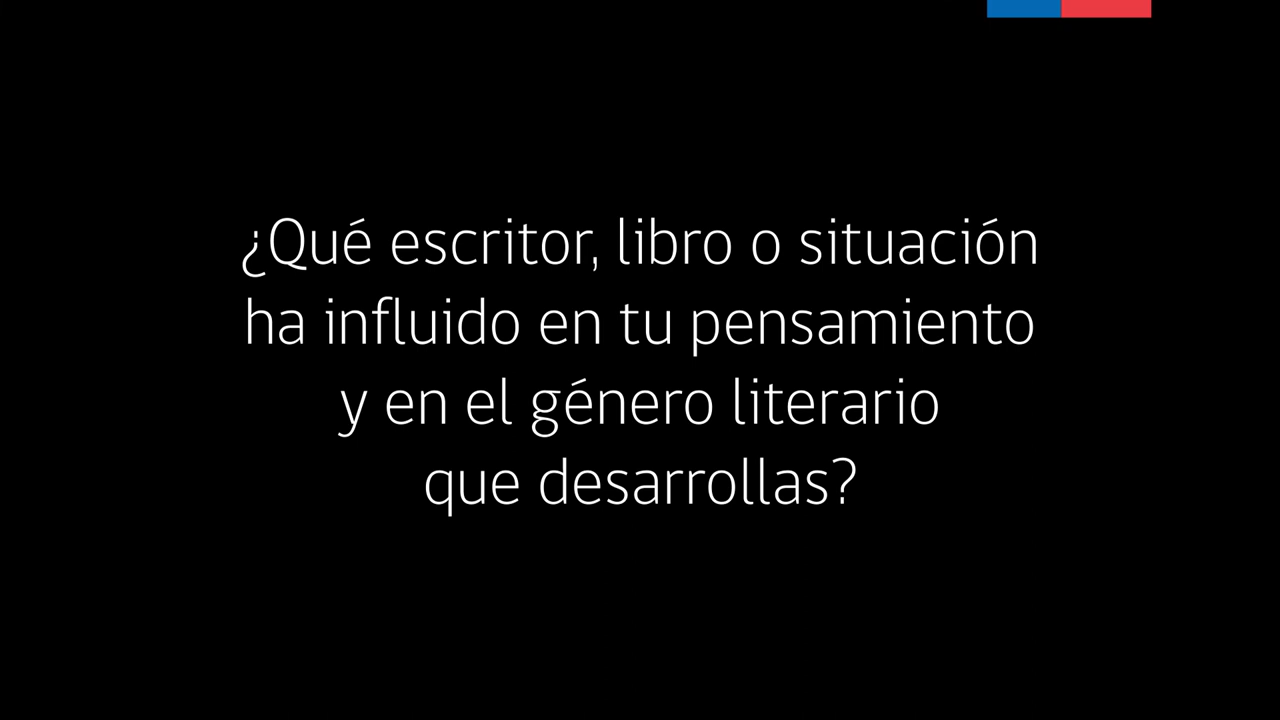 ¿Qué escritor, libro o situación
ha influido en tu pensamiento
y en el género literario
que desarrollas?